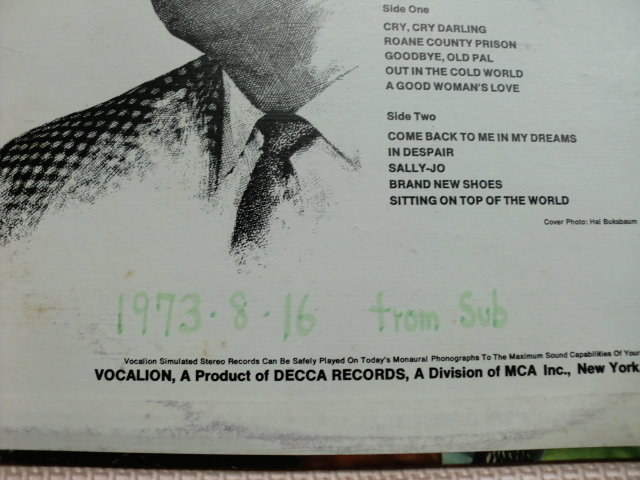 Side One
CRY, CRY DARLING
ROANE COUNTY PRISON
GOODBYE, OLD PAL
OUT IN THE COLD WORLD
A GOOD WOMAN'S LOVE
Side Two
COME BACK TO ME IN MY DREAMS
IN DESPAIR
SALLY-JO
BRAND NEW SHOES
SITTING ON TOP OF THE WORLD
Cover Photo: Hal Buksbaum
1973·8·16 from Sub
Vocalion Simulated Stereo Records Can Be Safely Played On Today's Monaural Phonographs To The Maximum Sound Capabilities Of Your
VOCALION, A Product of DECCA RECORDS, A Division of MCA Inc., New York